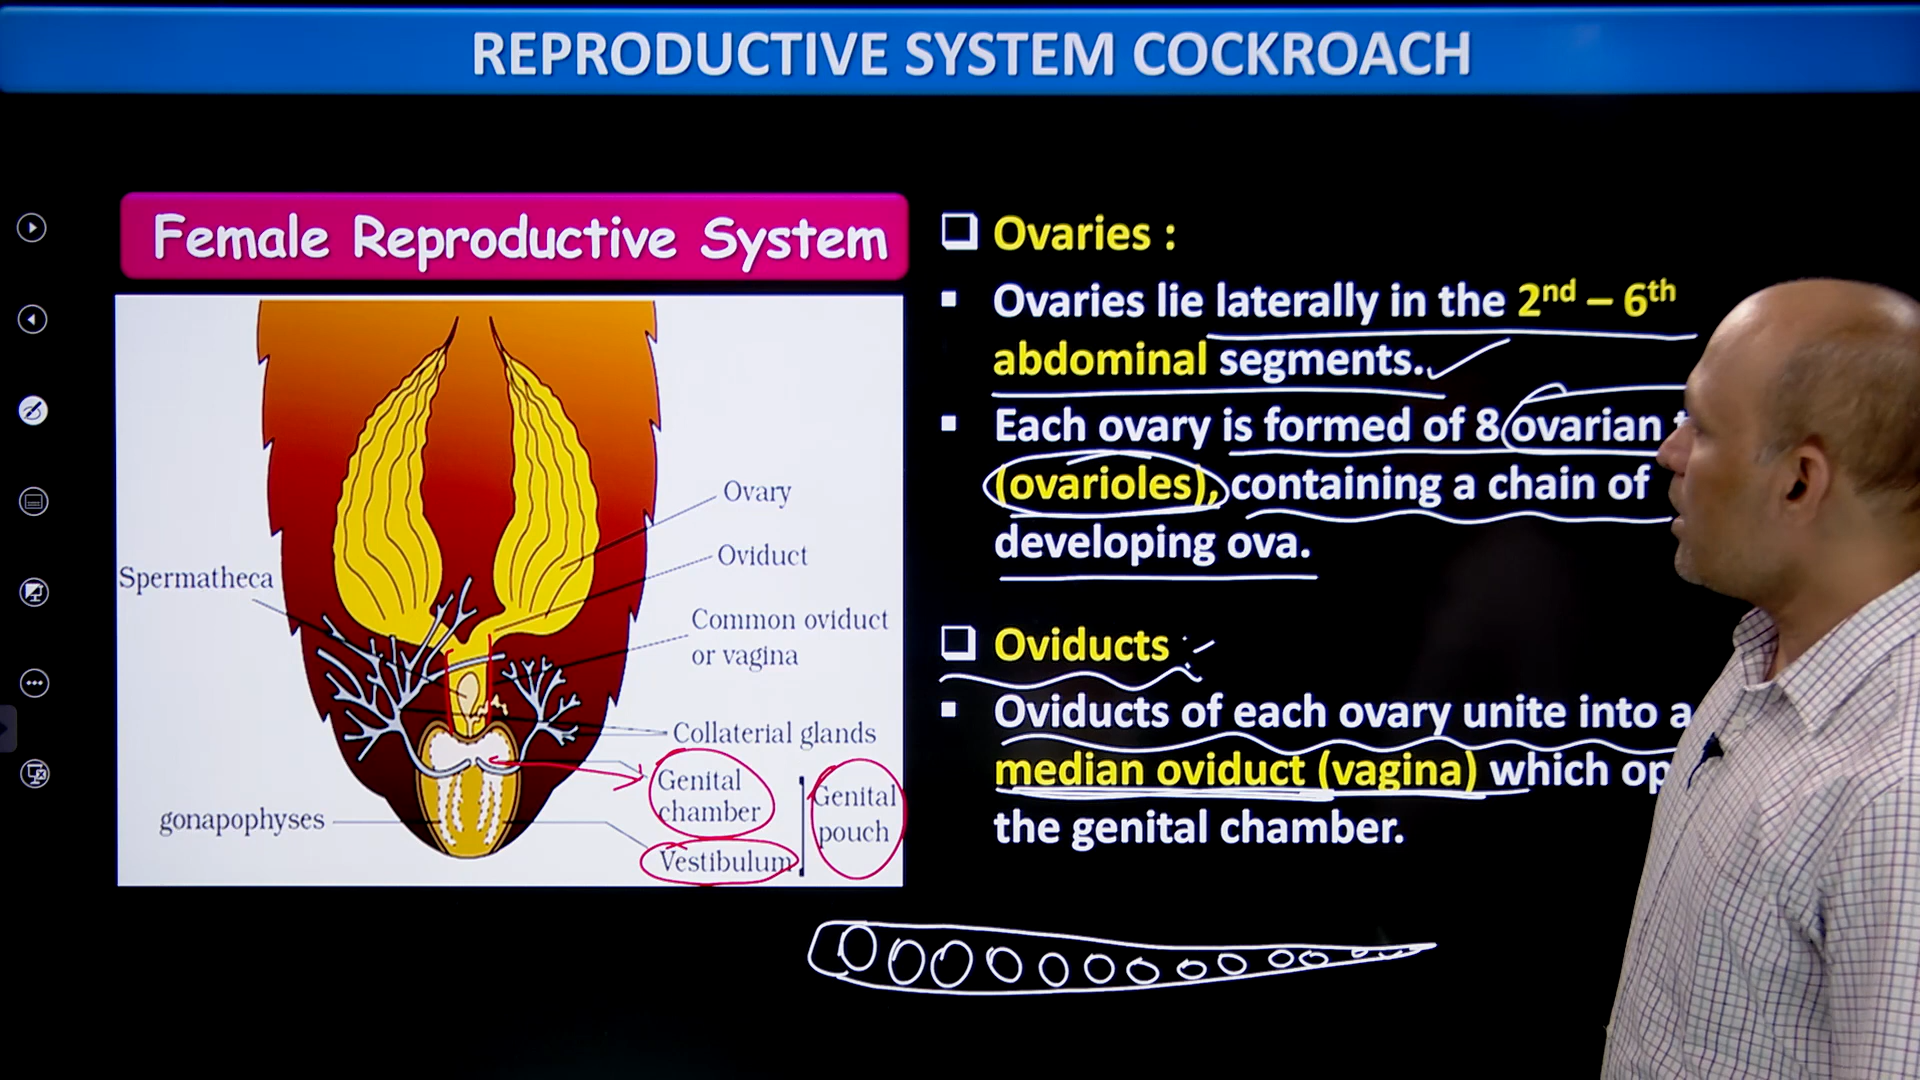 REPRODUCTIVE SYSTEM COCKROACH
Female Reproductive System
Ovary
Oviduct
Spermatheca
Common oviduct
or vagina
Collaterial glands
Genital
chamber
Genital
pouch
gonapophyses
Vestibulum
Ovaries :
Ovaries lie laterally in the 2nd – 6th
abdominal segments.
Each ovary is formed of 8 ovarian
(ovarioles), containing a chain of
developing ova.
Oviducts :
Oviducts of each ovary unite into a
median oviduct (vagina) which
the genital chamber.